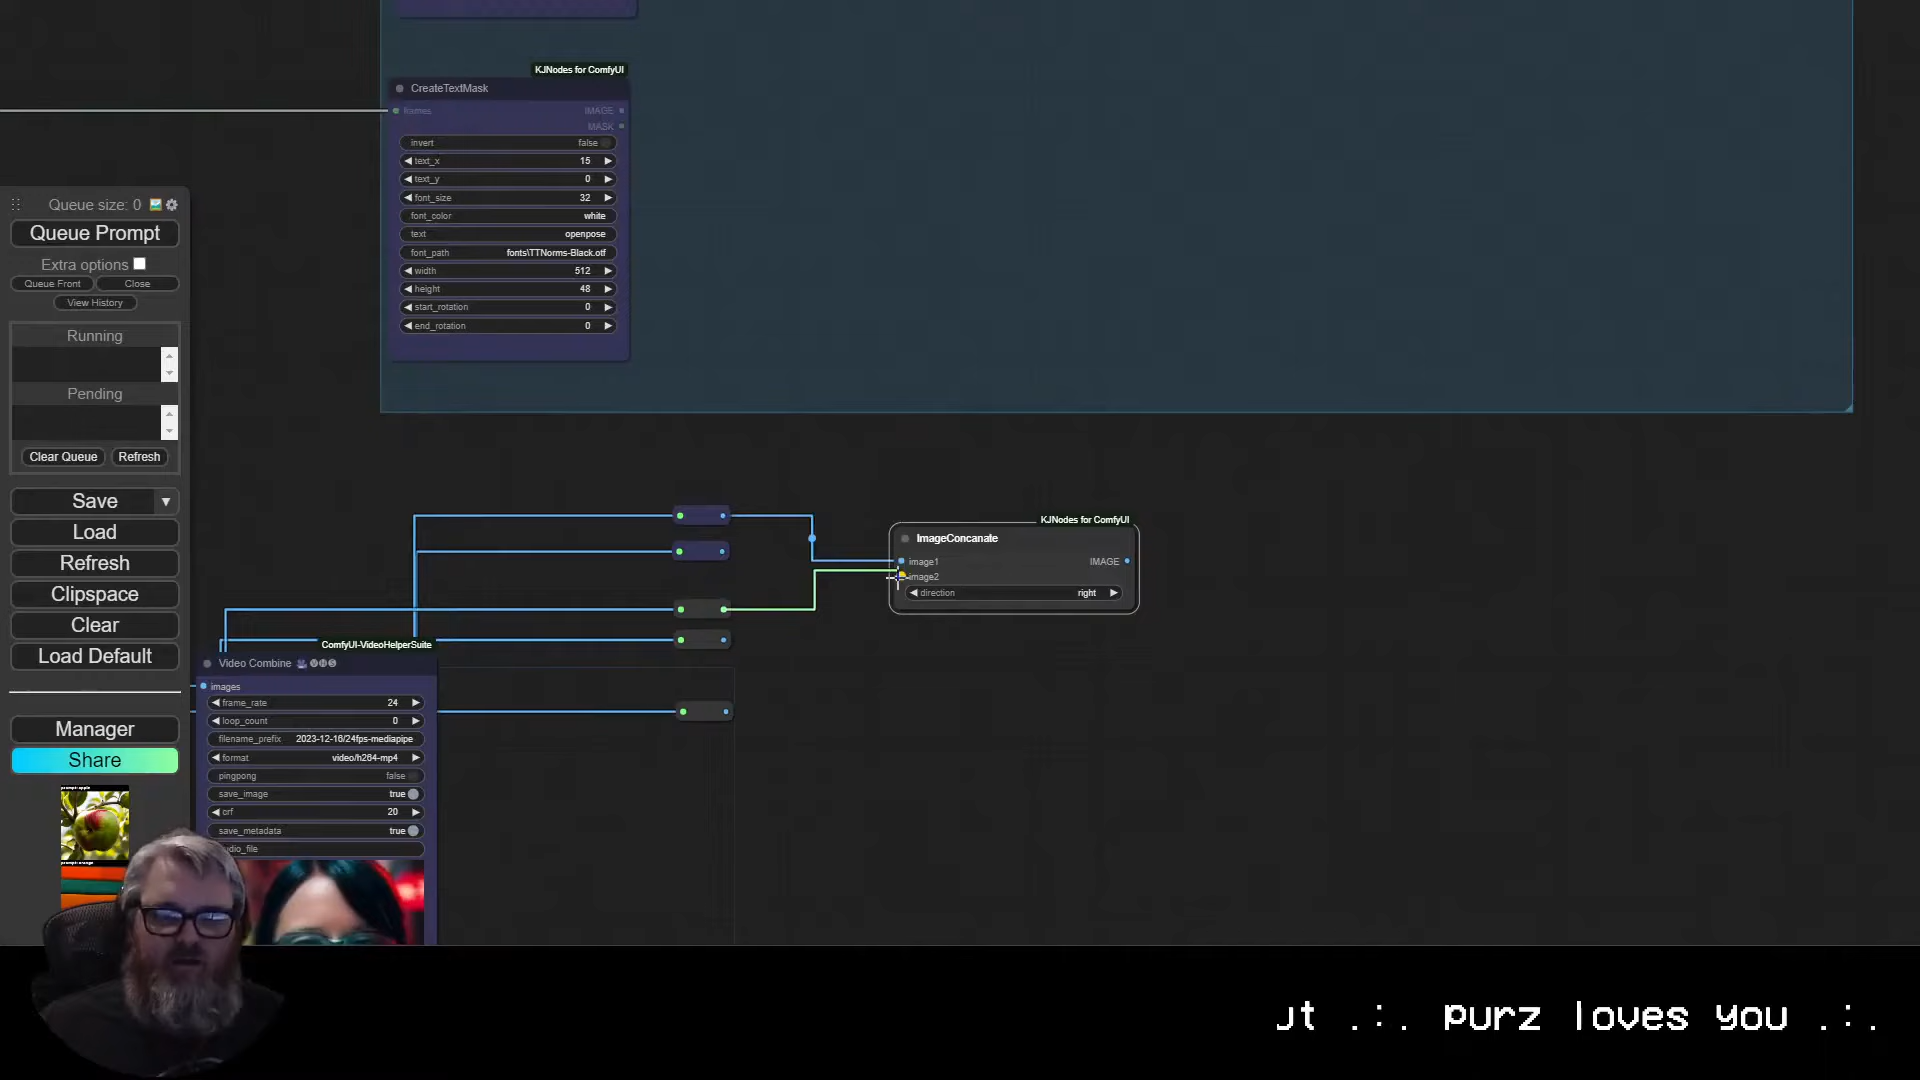 KJNodes for ComfyUI
CreateTextMask
frames
IMAGE
MASK
invert false
text_x 15
text_y 0
font_size 32
font_color white
text openpose
font_path fonts\TTNorms-Black.otf
width 512
height 48
start_rotation 0
end_rotation 0
Queue size: 0
Queue Prompt
Extra options
Queue Front Close
View History
Running
Pending
Clear Queue Refresh
Save
Load
Refresh
Clipspace
Clear
Load Default
Manager
Share
KJNodes for ComfyUI
ImageConcanate
image1 IMAGE
image2
direction right
ComfyUI-VideoHelperSuite
Video Combine
images
frame_rate 24
loop_count 0
filename_prefix 2023-12-16/24fps-mediapipe
format video/h264-mp4
pingpong false
save_image true
crf 20
save_metadata true
.:. purz loves you .:.